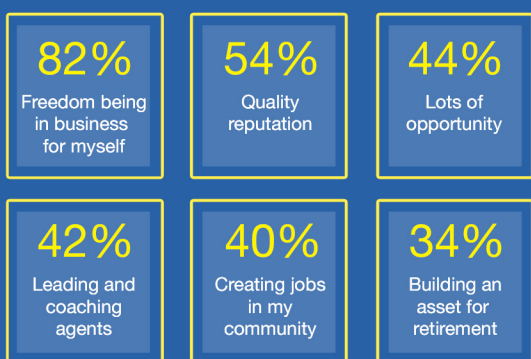 82%
Freedom being
in business
for myself
54%
Quality
reputation
44%
Lots of
opportunity
42%
Leading and
coaching
agents
40%
Creating jobs
in my
community
34%
Building an
asset for
retirement